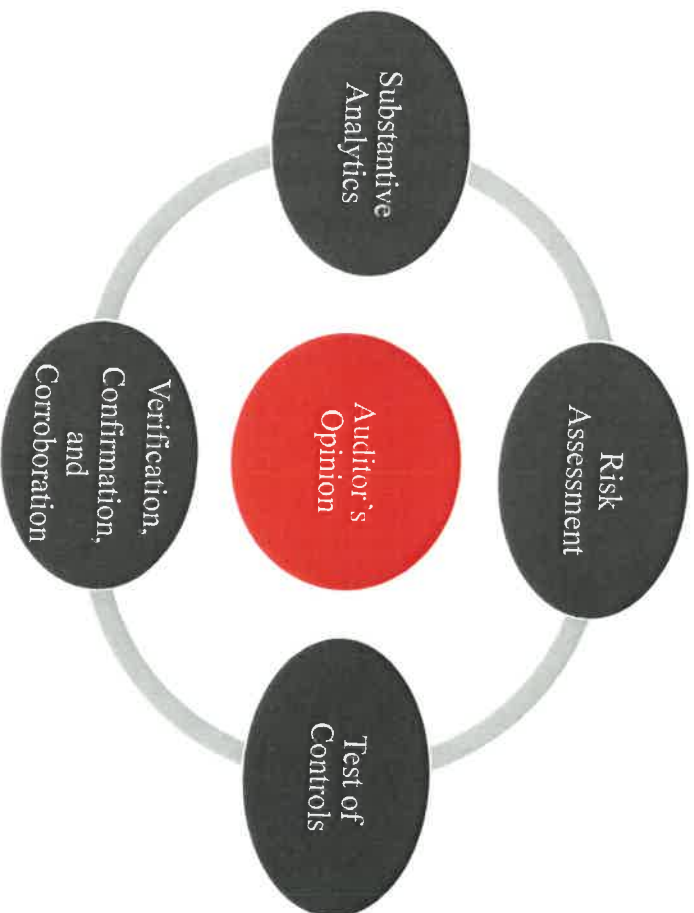 Risk
Assessment
Substantive
Analytics
Auditor`s
Opinion
Test of
Controls
Verification,
Confirmation,
and
Corroboration